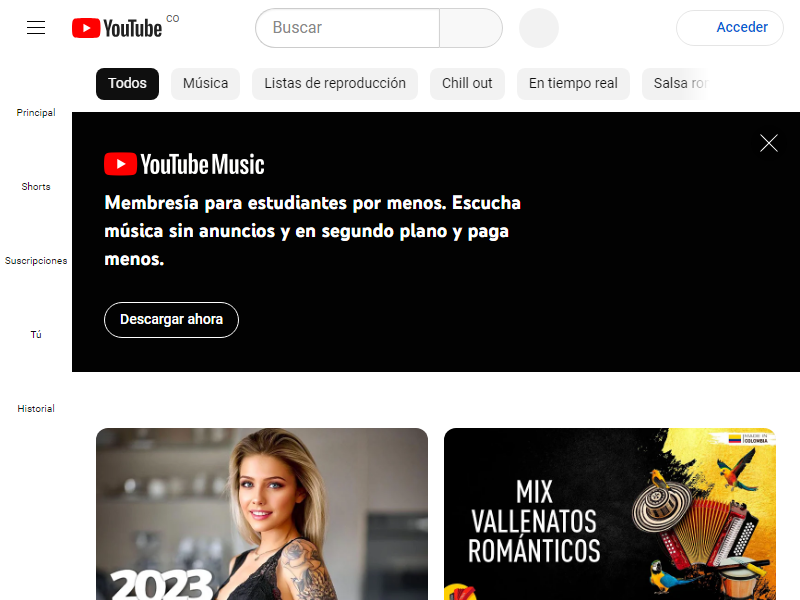 YouTube CO
Buscar
Acceder
Todos
Música
Listas de reproducción
Chill out
En tiempo real
Salsa
Principal
Shorts
Suscripciones
Tú
Historial
YouTube Music
Membresía para estudiantes por menos. Escucha
música sin anuncios y en segundo plano y paga
menos.
Descargar ahora
2023
MADE IN
COLOMBIA
MIX
VALLENATOS
ROMÁNTICOS